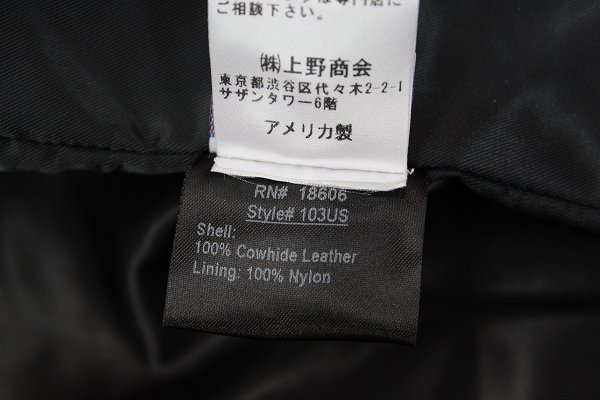 ご相談下さい。
㈱上野商会
東京都渋谷区代々木2-2-1
サザンタワー6階
アメリカ製
RN# 18606
Style# 103US
Shell:
100% Cowhide Leather
Lining: 100% Nylon